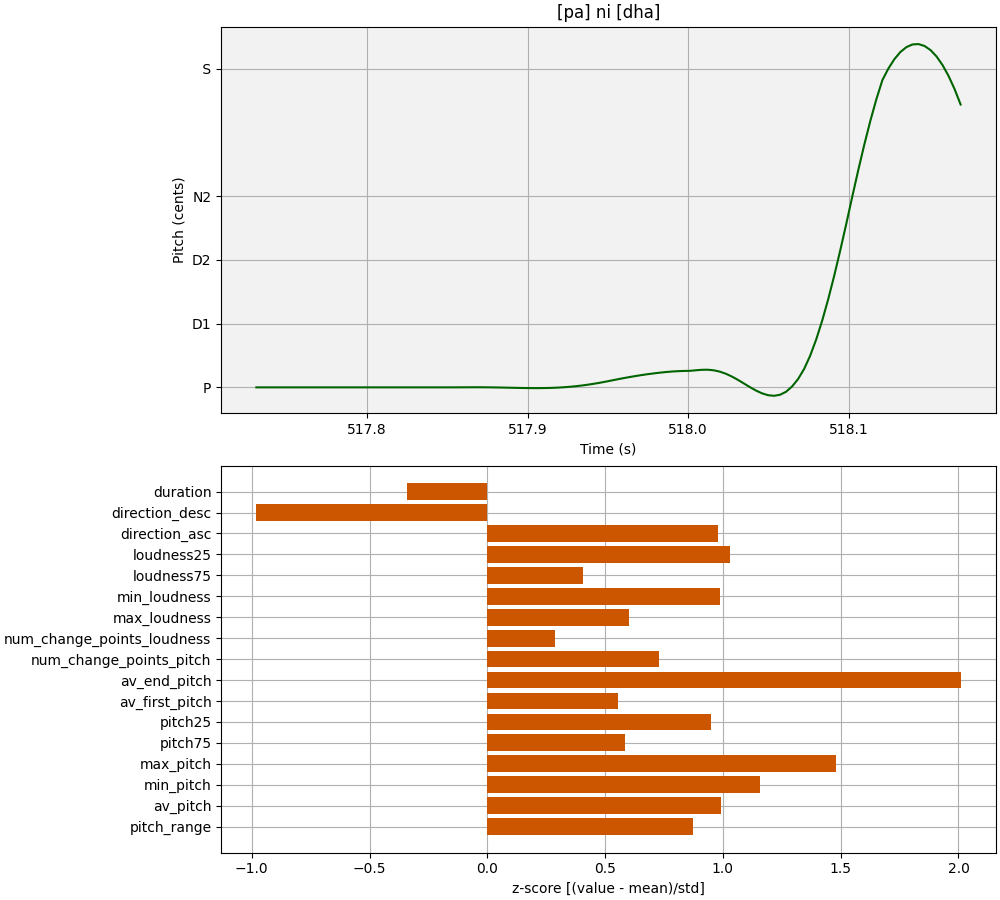 [pa] ni [dha]
S
N2
D2
D1
P
Pitch (cents)
517.8 517.9 518.0 518.1
Time (s)
duration
direction_desc
direction_asc
loudness25
loudness75
min_loudness
max_loudness
num_change_points_loudness
num_change_points_pitch
av_end_pitch
av_first_pitch
pitch25
pitch75
max_pitch
min_pitch
av_pitch
pitch_range
−1.0 −0.5 0.0 0.5 1.0 1.5 2.0
z-score [(value - mean)/std]